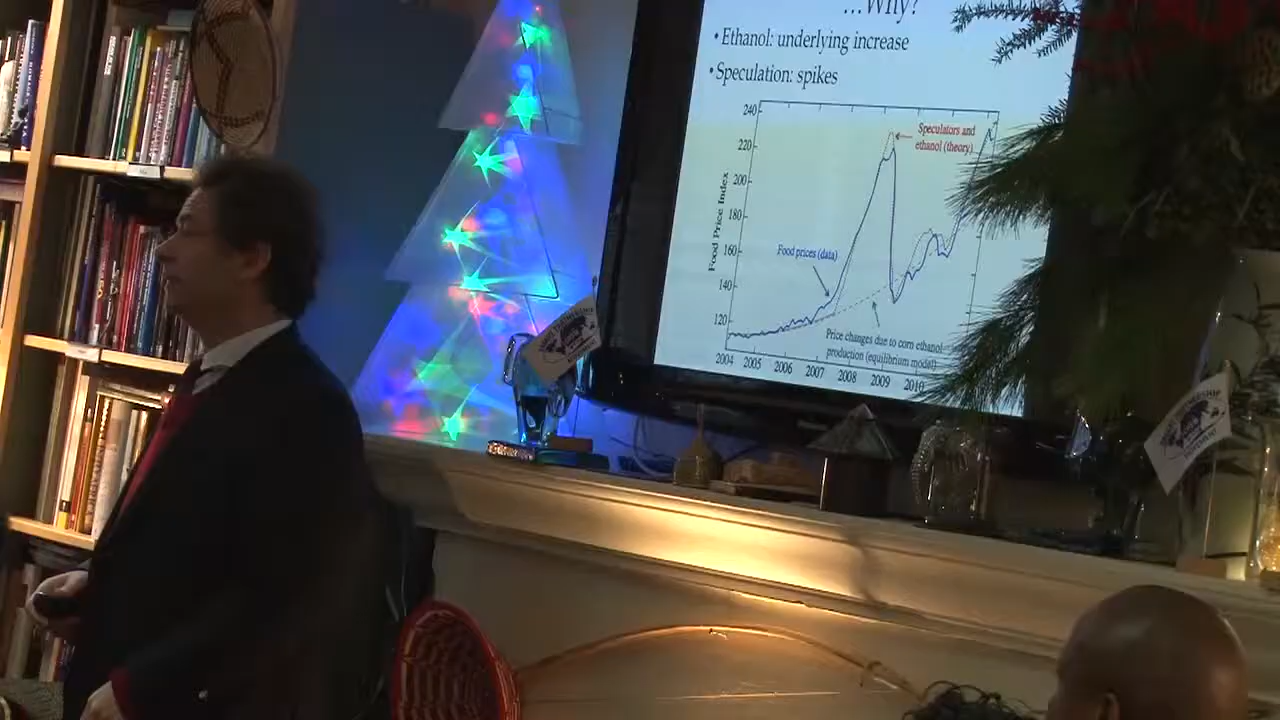 ...Why?
• Ethanol: underlying increase
• Speculation: spikes
240
220
200
180
160
140
120
Food Price Index
Speculators and
ethanol (theory)
Food prices (data)
Price changes due to corn ethanol
production (equilibrium model)
2004 2005 2006 2007 2008 2009 2010